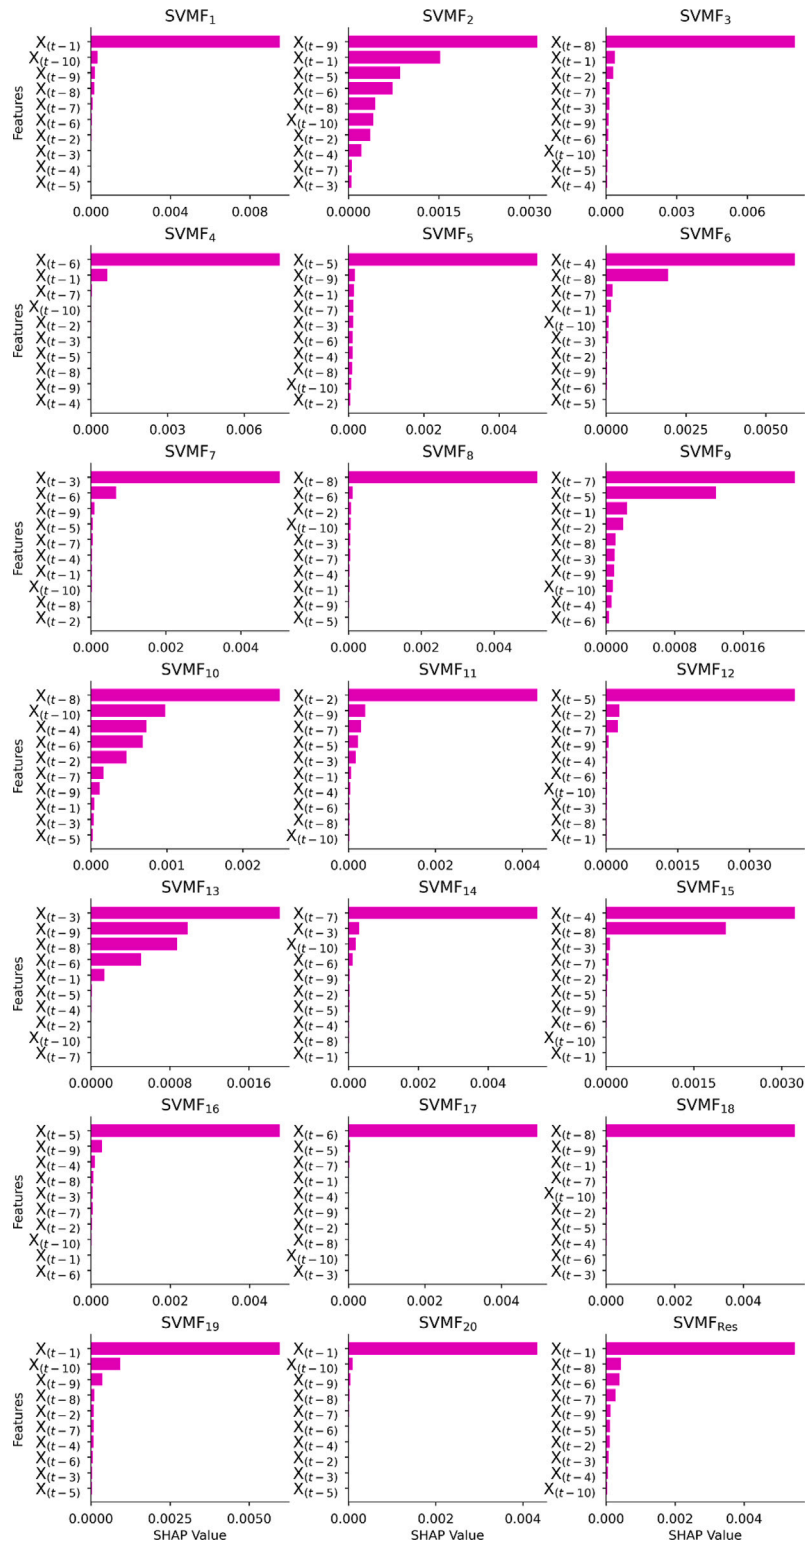 SVMF₁
Features
X(t−1)
X(t−10)
X(t−9)
X(t−8)
X(t−7)
X(t−6)
X(t−2)
X(t−3)
X(t−4)
X(t−5)
0.000 0.004 0.008
SVMF₂
X(t−9)
X(t−1)
X(t−5)
X(t−6)
X(t−8)
X(t−10)
X(t−2)
X(t−4)
X(t−7)
X(t−3)
0.0000 0.0015 0.0030
SVMF₃
X(t−8)
X(t−1)
X(t−2)
X(t−7)
X(t−3)
X(t−9)
X(t−6)
X(t−10)
X(t−5)
X(t−4)
0.000 0.003 0.006
SVMF₄
Features
X(t−6)
X(t−1)
X(t−7)
X(t−10)
X(t−2)
X(t−3)
X(t−5)
X(t−8)
X(t−9)
X(t−4)
0.000 0.003 0.006
SVMF₅
X(t−5)
X(t−9)
X(t−1)
X(t−7)
X(t−3)
X(t−6)
X(t−4)
X(t−8)
X(t−10)
X(t−2)
0.000 0.002 0.004
SVMF₆
X(t−4)
X(t−8)
X(t−7)
X(t−1)
X(t−10)
X(t−3)
X(t−2)
X(t−9)
X(t−6)
X(t−5)
0.0000 0.0025 0.0050
SVMF₇
Features
X(t−3)
X(t−6)
X(t−9)
X(t−5)
X(t−7)
X(t−4)
X(t−1)
X(t−10)
X(t−8)
X(t−2)
0.000 0.002 0.004
SVMF₈
X(t−8)
X(t−6)
X(t−2)
X(t−10)
X(t−3)
X(t−7)
X(t−4)
X(t−1)
X(t−9)
X(t−5)
0.000 0.002 0.004
SVMF₉
X(t−7)
X(t−5)
X(t−1)
X(t−2)
X(t−8)
X(t−3)
X(t−9)
X(t−10)
X(t−4)
X(t−6)
0.0000 0.0008 0.0016
SVMF₁₀
Features
X(t−8)
X(t−10)
X(t−4)
X(t−6)
X(t−2)
X(t−7)
X(t−9)
X(t−1)
X(t−3)
X(t−5)
0.000 0.001 0.002
SVMF₁₁
X(t−2)
X(t−9)
X(t−7)
X(t−5)
X(t−3)
X(t−1)
X(t−4)
X(t−6)
X(t−8)
X(t−10)
0.000 0.002 0.004
SVMF₁₂
X(t−5)
X(t−2)
X(t−7)
X(t−9)
X(t−4)
X(t−6)
X(t−10)
X(t−3)
X(t−8)
X(t−1)
0.0000 0.0015 0.0030
SVMF₁₃
Features
X(t−3)
X(t−9)
X(t−8)
X(t−6)
X(t−1)
X(t−5)
X(t−4)
X(t−2)
X(t−10)
X(t−7)
0.0000 0.0008 0.0016
SVMF₁₄
X(t−7)
X(t−3)
X(t−10)
X(t−6)
X(t−9)
X(t−2)
X(t−5)
X(t−4)
X(t−8)
X(t−1)
0.000 0.002 0.004
SVMF₁₅
X(t−4)
X(t−8)
X(t−3)
X(t−7)
X(t−2)
X(t−5)
X(t−9)
X(t−6)
X(t−10)
X(t−1)
0.0000 0.0015 0.0030
SVMF₁₆
Features
X(t−5)
X(t−9)
X(t−4)
X(t−8)
X(t−3)
X(t−7)
X(t−2)
X(t−10)
X(t−1)
X(t−6)
0.000 0.002 0.004
SVMF₁₇
X(t−6)
X(t−5)
X(t−7)
X(t−1)
X(t−4)
X(t−9)
X(t−2)
X(t−8)
X(t−10)
X(t−3)
0.000 0.002 0.004
SVMF₁₈
X(t−8)
X(t−9)
X(t−1)
X(t−7)
X(t−10)
X(t−2)
X(t−5)
X(t−4)
X(t−6)
X(t−3)
0.000 0.002 0.004
SVMF₁₉
Features
X(t−1)
X(t−10)
X(t−9)
X(t−8)
X(t−2)
X(t−7)
X(t−4)
X(t−6)
X(t−3)
X(t−5)
0.0000 0.0025 0.0050
SHAP Value
SVMF₂₀
X(t−1)
X(t−10)
X(t−9)
X(t−8)
X(t−7)
X(t−6)
X(t−4)
X(t−2)
X(t−3)
X(t−5)
0.000 0.002 0.004
SHAP Value
SVMF_Res
X(t−1)
X(t−8)
X(t−6)
X(t−7)
X(t−9)
X(t−5)
X(t−2)
X(t−3)
X(t−4)
X(t−10)
0.000 0.002 0.004
SHAP Value